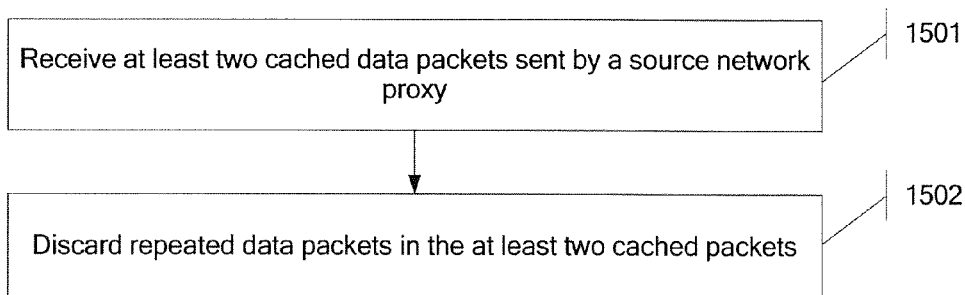 1501
Receive at least two cached data packets sent by a source network
proxy
1502
Discard repeated data packets in the at least two cached packets